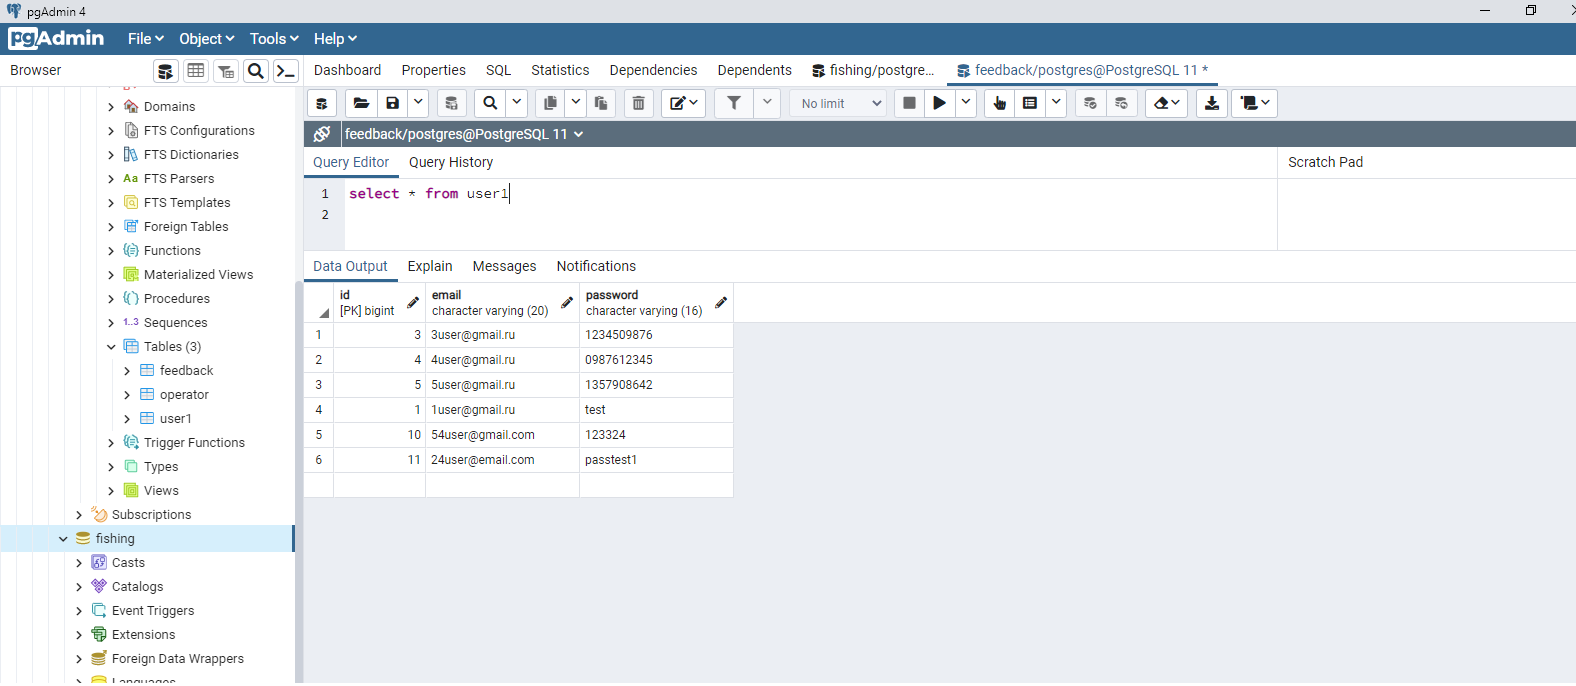 pgAdmin 4
pgAdmin File Object Tools Help
Browser
Dashboard Properties SQL Statistics Dependencies Dependents fishing/postgre... feedback/postgres@PostgreSQL 11 *
No limit
feedback/postgres@PostgreSQL 11
Query Editor Query History Scratch Pad
1 select * from user1
2
Data Output Explain Messages Notifications
id email password
[PK] bigint character varying (20) character varying (16)
1 3 3user@gmail.ru 1234509876
2 4 4user@gmail.ru 0987612345
3 5 5user@gmail.ru 1357908642
4 1 1user@gmail.ru test
5 10 54user@gmail.com 123324
6 11 24user@email.com passtest1
Domains
FTS Configurations
FTS Dictionaries
Aa FTS Parsers
FTS Templates
Foreign Tables
Functions
Materialized Views
Procedures
1..3 Sequences
Tables (3)
feedback
operator
user1
Trigger Functions
Types
Views
Subscriptions
fishing
Casts
Catalogs
Event Triggers
Extensions
Foreign Data Wrappers
Languages